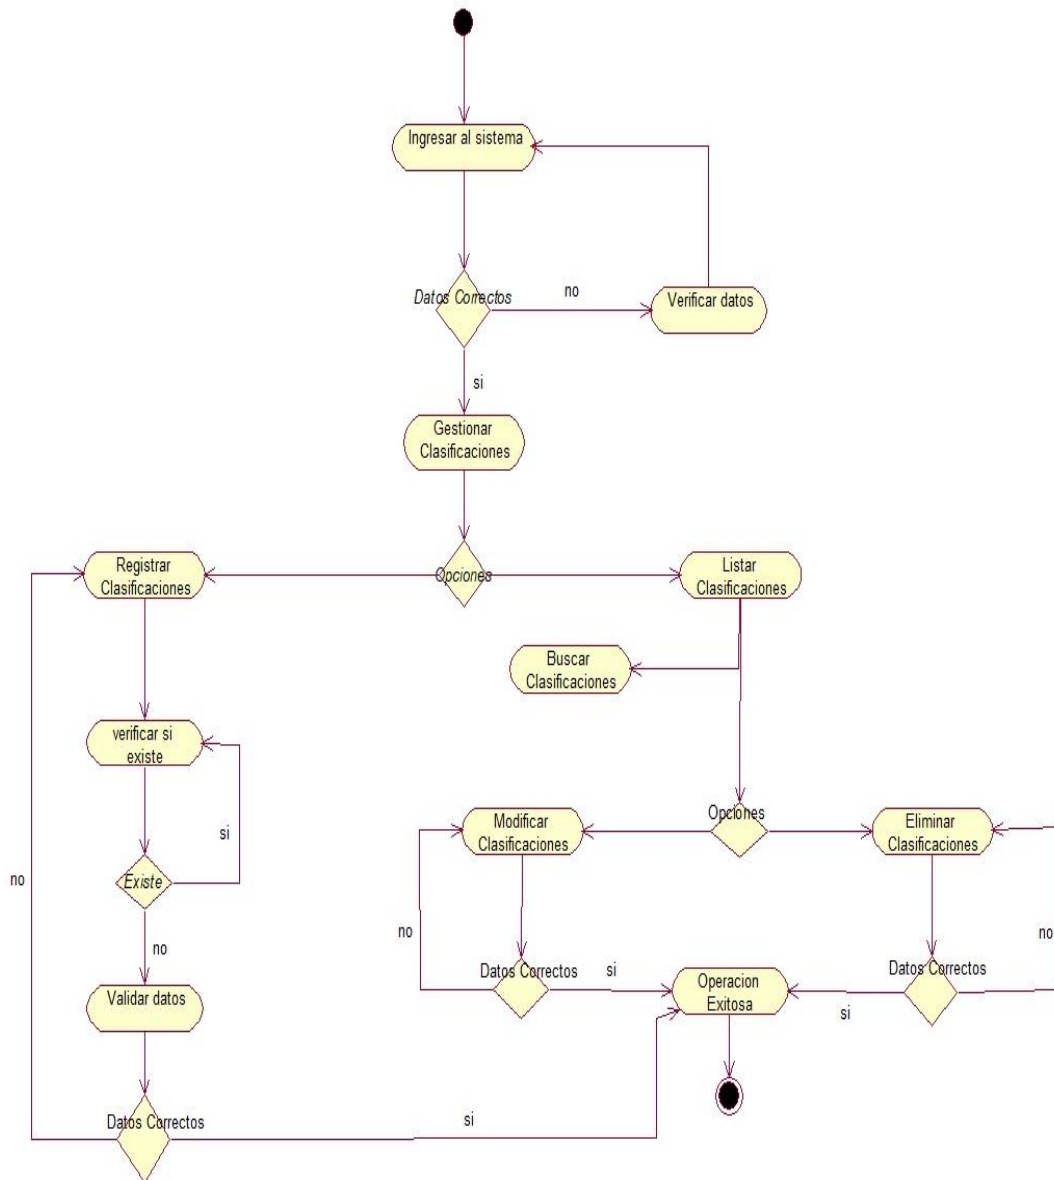 Ingresar al sistema
Datos Correctos
no
Verificar datos
si
Gestionar
Clasificaciones
Registrar
Clasificaciones
Opciones
Listar
Clasificaciones
Buscar
Clasificaciones
verificar si
existe
si
Existe
no
no
Validar datos
Datos Correctos
si
Opciones
Modificar
Clasificaciones
Eliminar
Clasificaciones
no
Datos Correctos
si
Operacion
Exitosa
si
Datos Correctos
no